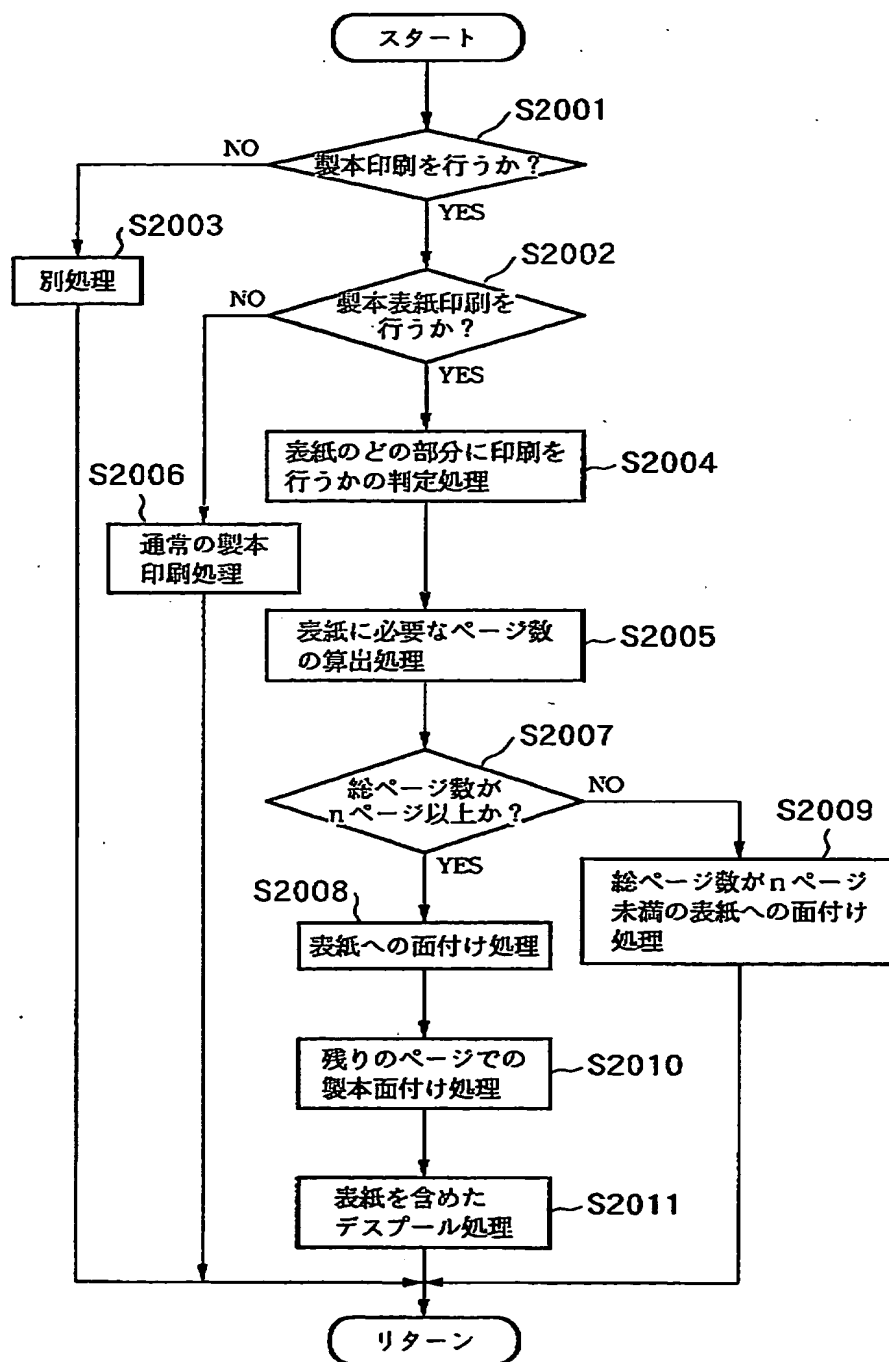 スタート
S2001
NO
製本印刷を行うか？
YES
S2003
別処理
S2002
NO
製本表紙印刷を
行うか？
YES
表紙のどの部分に印刷を
行うかの判定処理
S2004
S2006
通常の製本
印刷処理
表紙に必要なページ数
の算出処理
S2005
S2007
総ページ数が
nページ以上か？
NO
YES
S2009
総ページ数がnページ
未満の表紙への面付け
処理
S2008
表紙への面付け処理
残りのページでの
製本面付け処理
S2010
表紙を含めた
デスプール処理
S2011
リターン